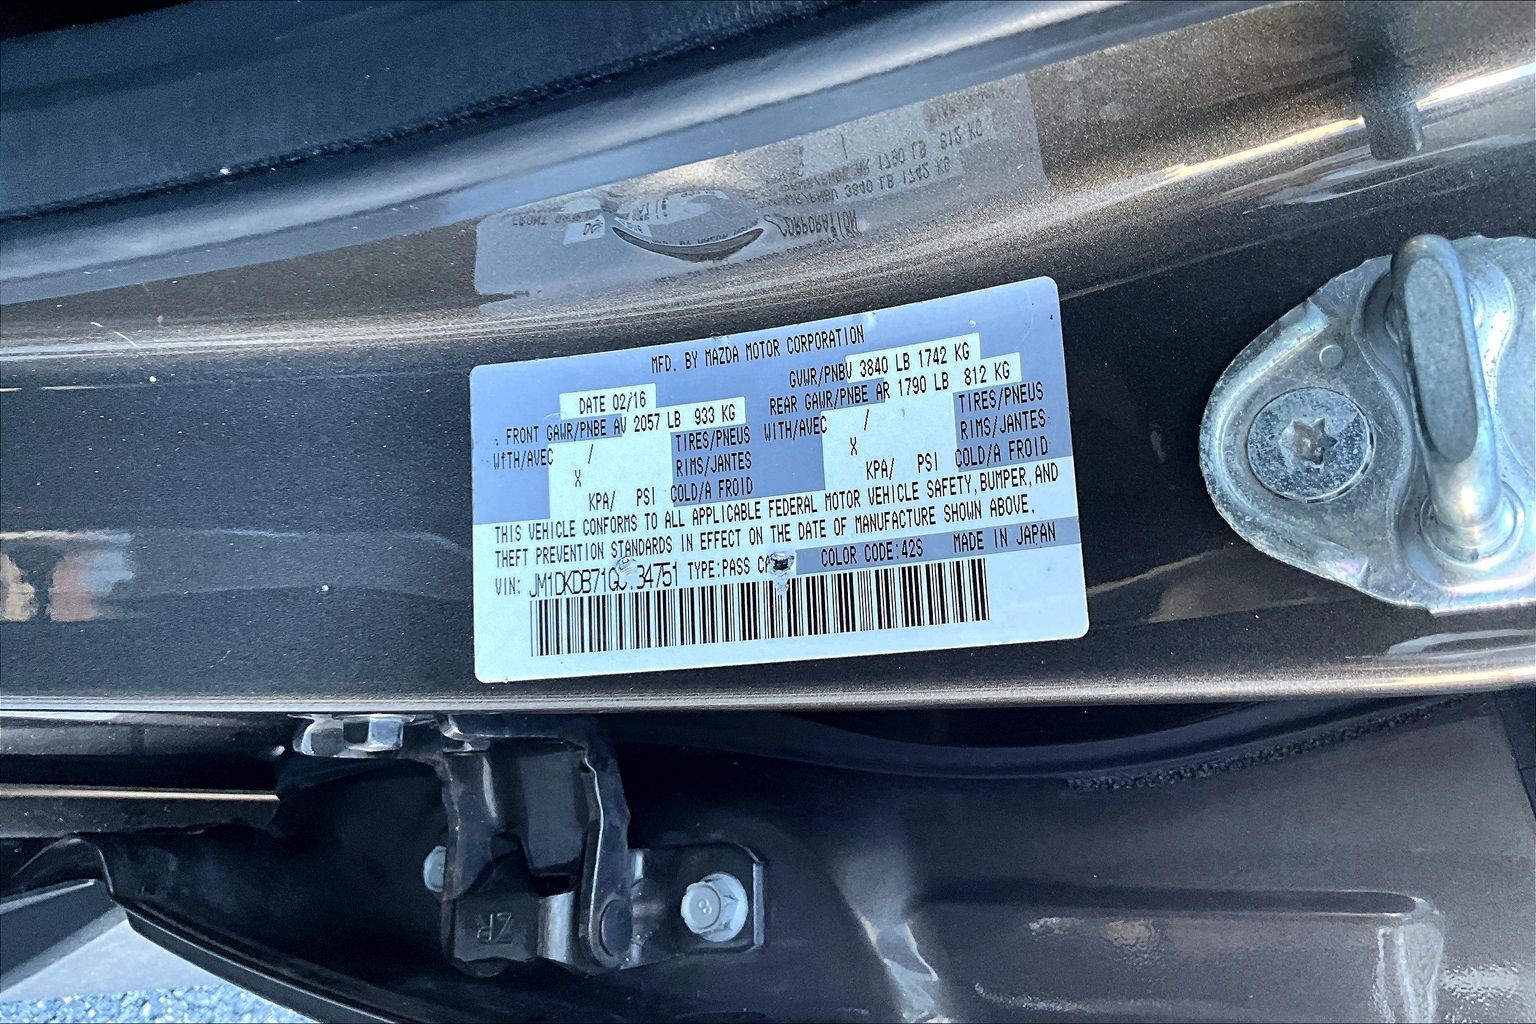 MFD. BY MAZDA MOTOR CORPORATION
DATE 02/16 GVWR/PNBV 3840 LB 1742 KG
FRONT GAWR/PNBE AV 2057 LB 933 KG REAR GAWR/PNBE AR 1790 LB 812 KG
WITH/AVEC / TIRES/PNEUS WITH/AVEC / TIRES/PNEUS
X RIMS/JANTES X RIMS/JANTES
KPA/ PSI COLD/A FROID KPA/ PSI COLD/A FROID
THIS VEHICLE CONFORMS TO ALL APPLICABLE FEDERAL MOTOR VEHICLE SAFETY, BUMPER, AND
THEFT PREVENTION STANDARDS IN EFFECT ON THE DATE OF MANUFACTURE SHOWN ABOVE.
VIN: TYPE:PASS COLOR CODE:42S MADE IN JAPAN
ZR
8